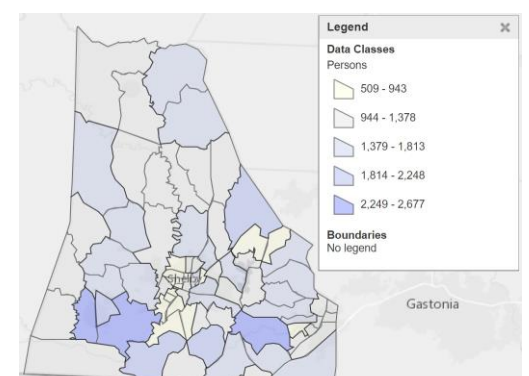 Legend
Data Classes
Persons
509 - 943
944 - 1,378
1,379 - 1,813
1,814 - 2,248
2,249 - 2,677
Boundaries
No legend
Shelby
Gastonia